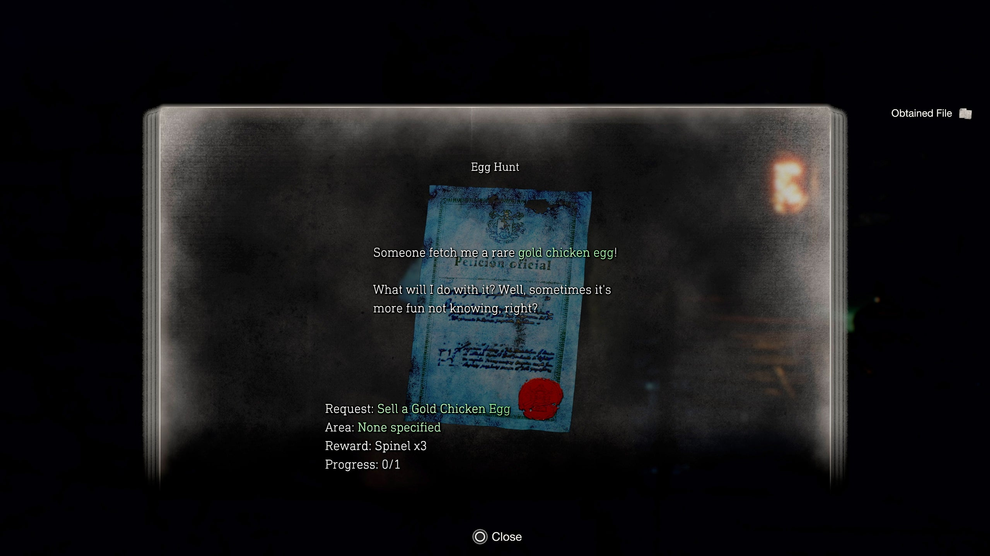 Obtained File
Egg Hunt
Someone fetch me a rare gold chicken egg!
Petición oficial
What will I do with it? Well, sometimes it's
more fun not knowing, right?
Request: Sell a Gold Chicken Egg
Area: None specified
Reward: Spinel x3
Progress: 0/1
Close